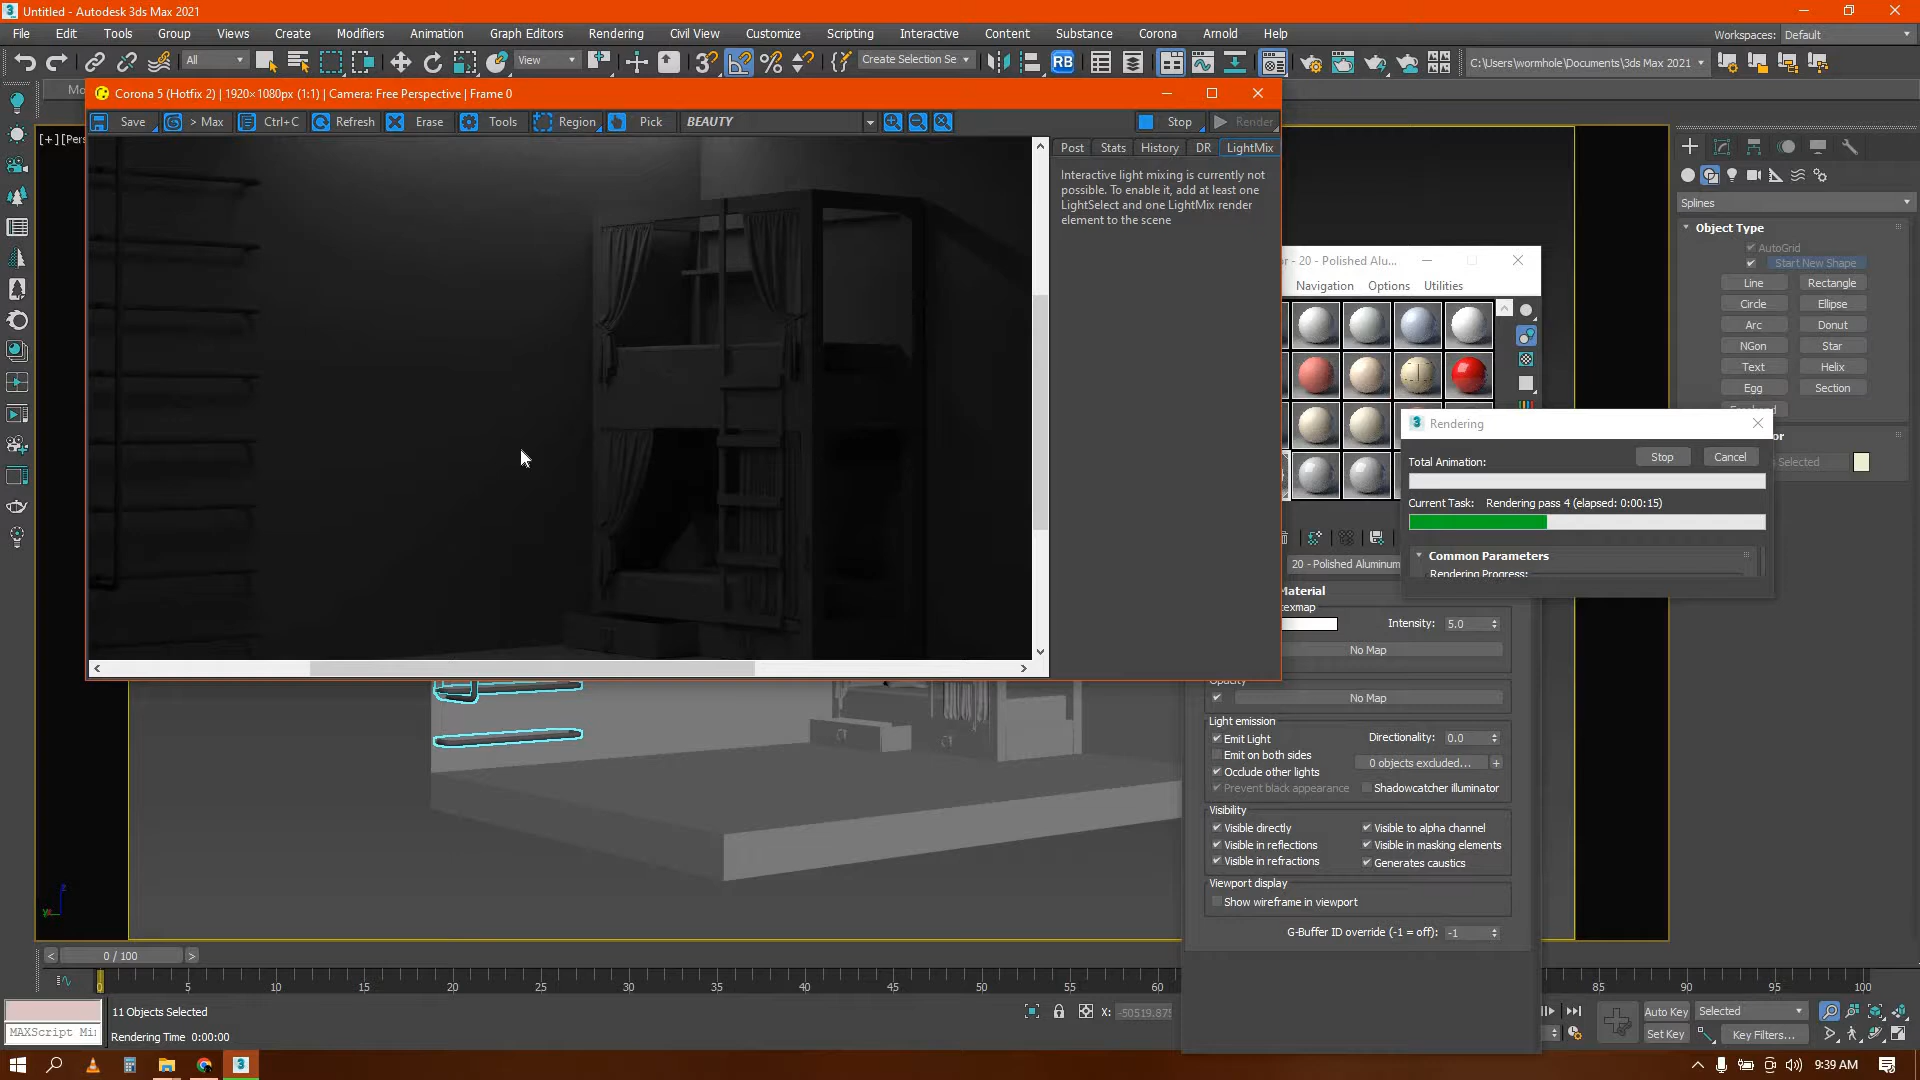 Untitled - Autodesk 3ds Max 2021
File Edit Tools Group Views Create Modifiers Animation Graph Editors Rendering Civil View Customize Scripting Interactive Content Corona Substance Arnold Help
Workspaces: Default
All View Create Selection Se RB C:\Users\wormhole\Documents\3ds Max 2021
Mo
Corona 5 (Hotfix 2) | 1920×1080px (1:1) | Camera: Free Perspective | Frame 0
Save > Max Ctrl+C Refresh Erase Tools Region Pick BEAUTY Stop Render
[+][Pers
Post Stats History DR LightMix
Interactive light mixing is currently not
possible. To enable it, add at least one
LightSelect and one LightMix render
element to the scene
Splines
Object Type
AutoGrid
Start New Shape
Line Rectangle
Circle Ellipse
Arc Donut
NGon Star
Text Helix
Egg Section
or - 20 - Polished Alu...
Navigation Options Utilities
Rendering
Stop Cancel
Total Animation:
Current Task: Rendering pass 4 (elapsed: 0:00:15)
Common Parameters
Rendering Progress:
or
Selected
20 - Polished Aluminum
Material
exmap
Intensity: 5.0
No Map
Opacity
No Map
Light emission
Emit Light Directionality: 0.0
Emit on both sides 0 objects excluded... +
Occlude other lights
Prevent black appearance Shadowcatcher illuminator
Visibility
Visible directly Visible to alpha channel
Visible in reflections Visible in masking elements
Visible in refractions Generates caustics
Viewport display
Show wireframe in viewport
G-Buffer ID override (-1 = off): -1
0 / 100
0 5 10 15 20 25 30 35 40 45 50 55 60 85 90 95 100
11 Objects Selected X: -50519.875 Auto Key Selected
MAXScript Mi Rendering Time 0:00:00 Set Key Key Filters...
9:39 AM